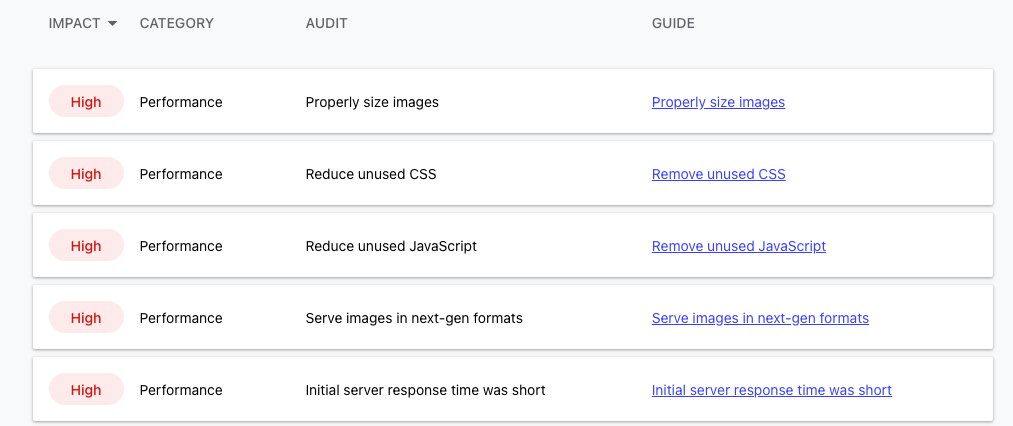 IMPACT CATEGORY AUDIT GUIDE
High Performance Properly size images Properly size images
High Performance Reduce unused CSS Remove unused CSS
High Performance Reduce unused JavaScript Remove unused JavaScript
High Performance Serve images in next-gen formats Serve images in next-gen formats
High Performance Initial server response time was short Initial server response time was short